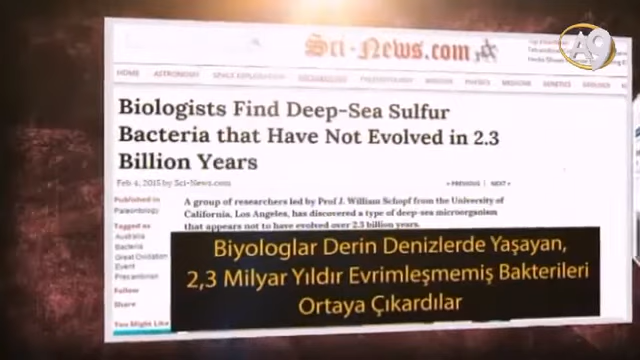 A9
Sci-News.com
HOME ASTRONOMY SPACE EXPLORATION PALEONTOLOGY PHYSICS MEDICINE GENETICS
Biologists Find Deep-Sea Sulfur
Bacteria that Have Not Evolved in 2.3
Billion Years
Feb 4, 2015 by Sci-News.com
« PREVIOUS | NEXT »
Published in
Paleontology
Tagged as
Australia
Bacteria
Great Oxidation
Event
Precambrian
Follow
Share
You Might Like
A group of researchers led by Prof J. William Schopf from the University of
California, Los Angeles, has discovered a type of deep-sea microorganism
that appears not to have evolved over 2.3 billion years.
Biyologlar Derin Denizlerde Yaşayan,
2,3 Milyar Yıldır Evrimleşmemiş Bakterileri
Ortaya Çıkardılar